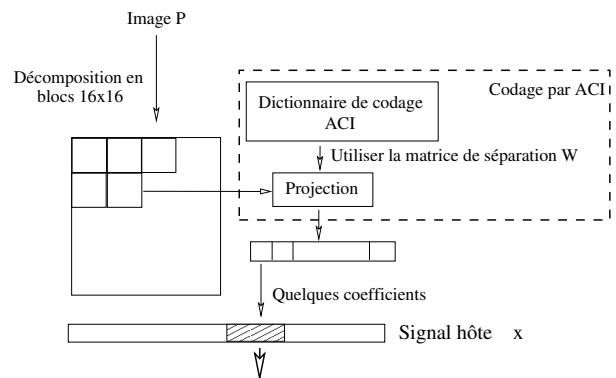 Image P
Décomposition en
blocs 16x16
Codage par ACI
Dictionnaire de codage
ACI
Utiliser la matrice de séparation W
Projection
Quelques coefficients
Signal hôte x